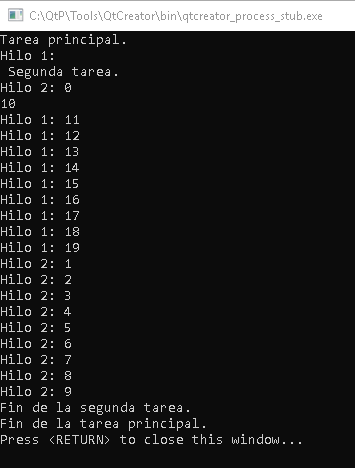 C:\QtP\Tools\QtCreator\bin\qtcreator_process_stub.exe
Tarea principal.
Hilo 1:
 Segunda tarea.
Hilo 2: 0
10
Hilo 1: 11
Hilo 1: 12
Hilo 1: 13
Hilo 1: 14
Hilo 1: 15
Hilo 1: 16
Hilo 1: 17
Hilo 1: 18
Hilo 1: 19
Hilo 2: 1
Hilo 2: 2
Hilo 2: 3
Hilo 2: 4
Hilo 2: 5
Hilo 2: 6
Hilo 2: 7
Hilo 2: 8
Hilo 2: 9
Fin de la segunda tarea.
Fin de la tarea principal.
Press <RETURN> to close this window...